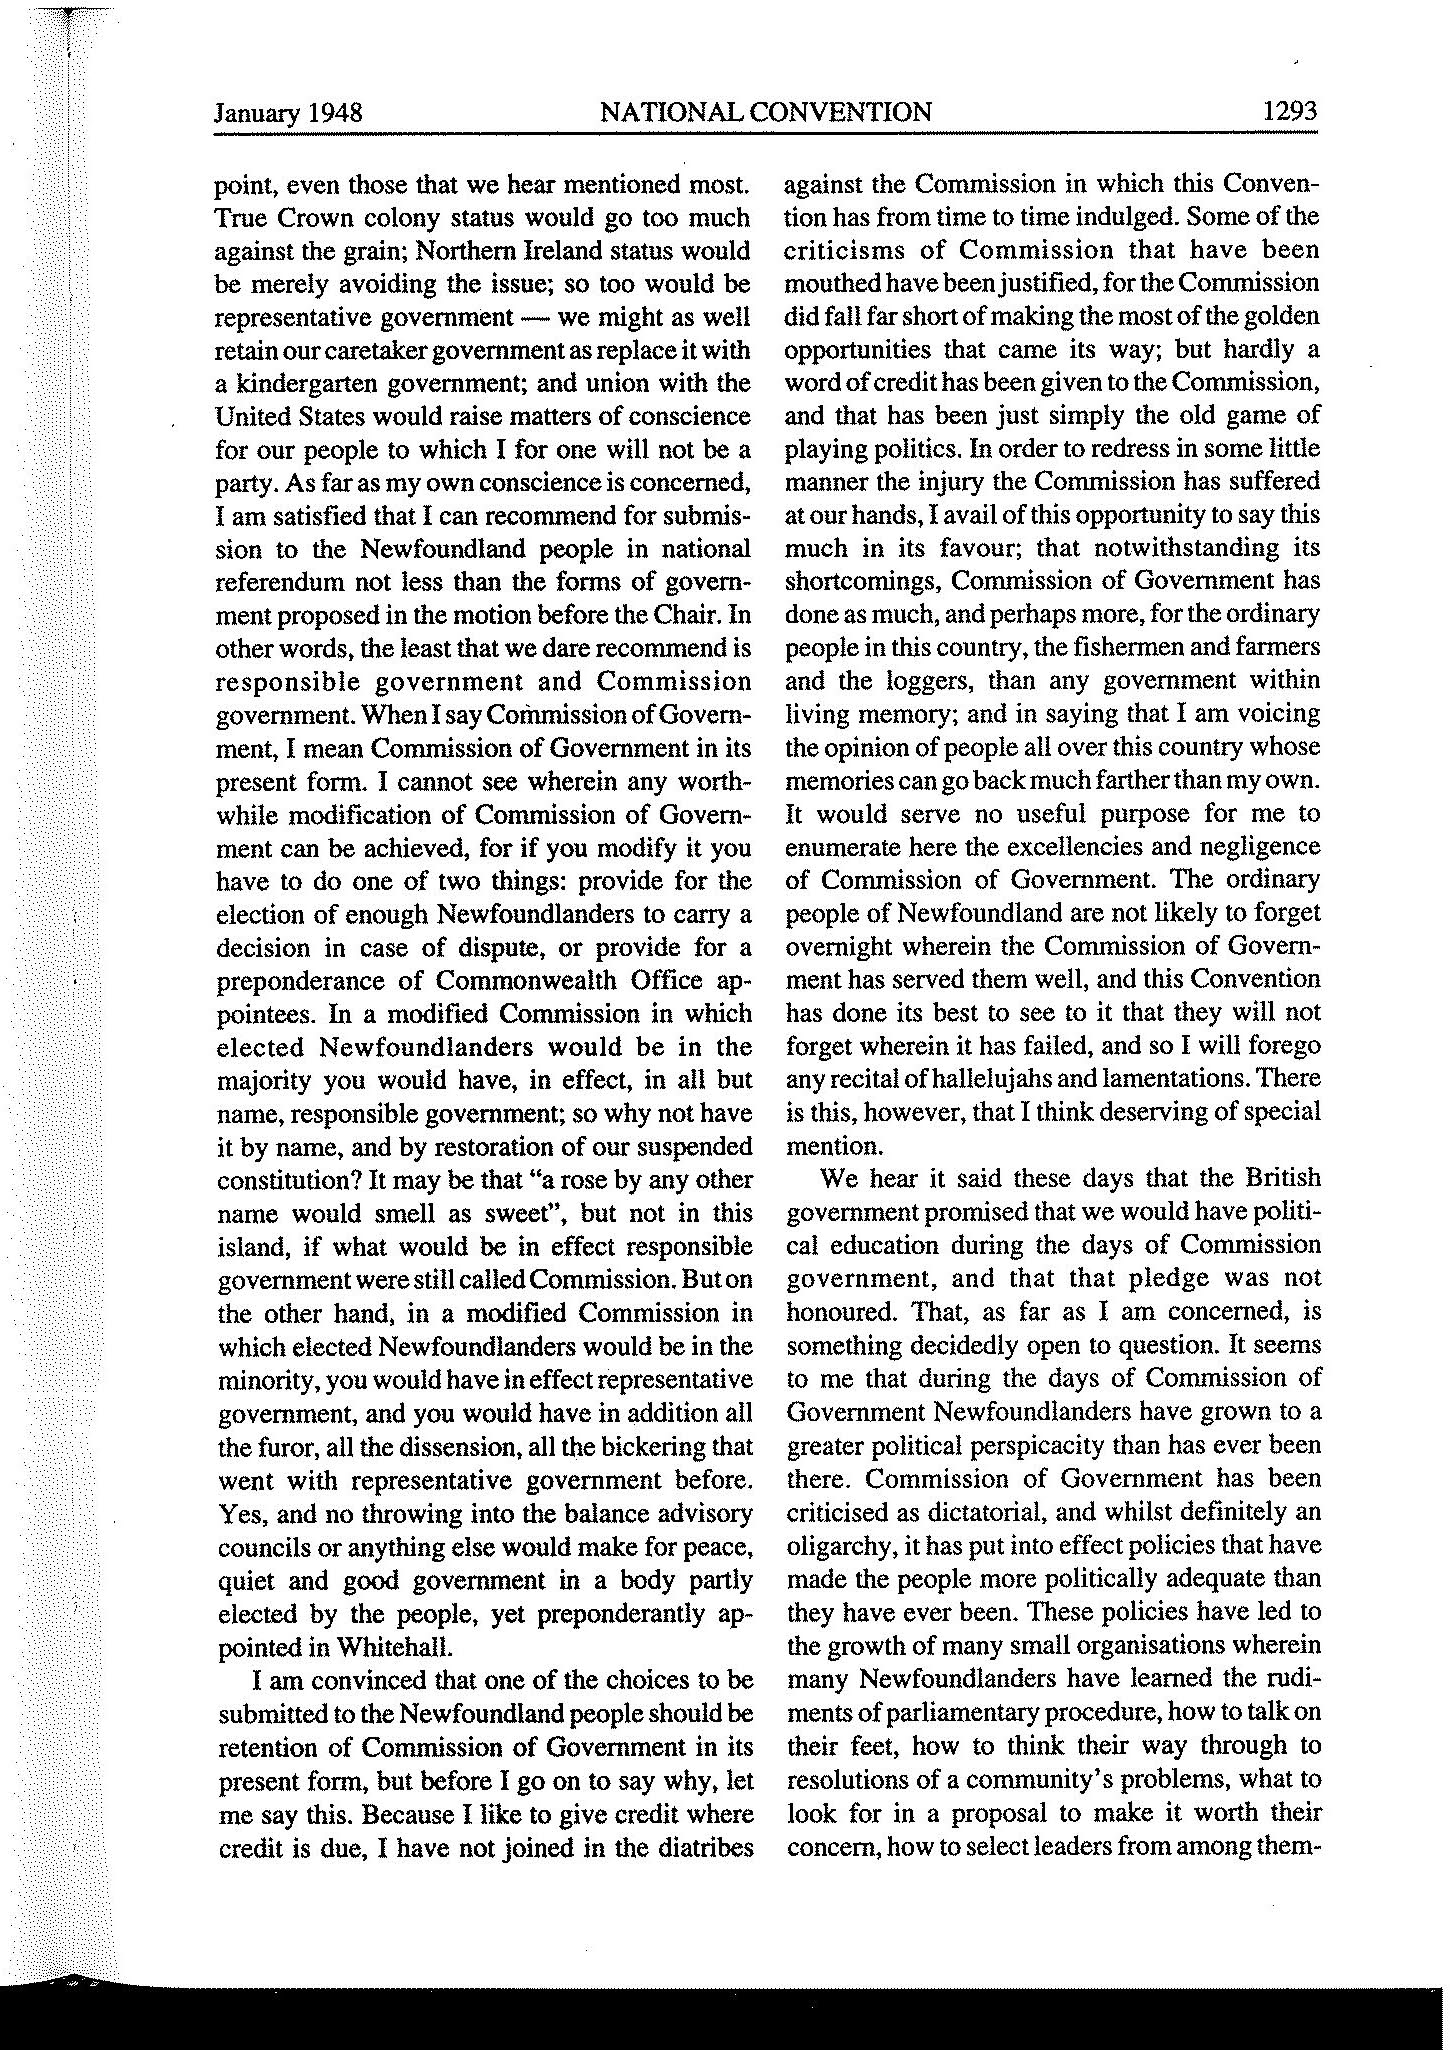 January 1948 NATIONAL CONVENTION 1293
point, even those that we hear mentioned most.
True Crown colony status would go too much
against the grain; Northern Ireland status would
be merely avoiding the issue; so too would be
representative government — we might as well
retain our caretaker government as replace it with
a kindergarten government; and union with the
United States would raise matters of conscience
for our people to which I for one will not be a
party. As far as my own conscience is concerned,
I am satisfied that I can recommend for submis-
sion to the Newfoundland people in national
referendum not less than the forms of govern-
ment proposed in the motion before the Chair. In
other words, the least that we dare recommend is
responsible government and Commission
government. When I say Commission of Govern-
ment, I mean Commission of Government in its
present form. I cannot see wherein any worth-
while modification of Commission of Govern-
ment can be achieved, for if you modify it you
have to do one of two things: provide for the
election of enough Newfoundlanders to carry a
decision in case of dispute, or provide for a
preponderance of Commonwealth Office ap-
pointees. In a modified Commission in which
elected Newfoundlanders would be in the
majority you would have, in effect, in all but
name, responsible government; so why not have
it by name, and by restoration of our suspended
constitution? It may be that “a rose by any other
name would smell as sweet”, but not in this
island, if what would be in effect responsible
government were still called Commission. But on
the other hand, in a modified Commission in
which elected Newfoundlanders would be in the
minority, you would have in effect representative
government, and you would have in addition all
the furor, all the dissension, all the bickering that
went with representative government before.
Yes, and no throwing into the balance advisory
councils or anything else would make for peace,
quiet and good government in a body partly
elected by the people, yet preponderantly ap-
pointed in Whitehall.
I am convinced that one of the choices to be
submitted to the Newfoundland people should be
retention of Commission of Government in its
present form, but before I go on to say why, let
me say this. Because I like to give credit where
credit is due, I have not joined in the diatribes
against the Commission in which this Conven-
tion has from time to time indulged. Some of the
criticisms of Commission that have been
mouthed have been justified, for the Commission
did fall far short of making the most of the golden
opportunities that came its way; but hardly a
word of credit has been given to the Commission,
and that has been just simply the old game of
playing politics. In order to redress in some little
manner the injury the Commission has suffered
at our hands, I avail of this opportunity to say this
much in its favour; that notwithstanding its
shortcomings, Commission of Government has
done as much, and perhaps more, for the ordinary
people in this country, the fishermen and farmers
and the loggers, than any government within
living memory; and in saying that I am voicing
the opinion of people all over this country whose
memories can go back much farther than my own.
It would serve no useful purpose for me to
enumerate here the excellencies and negligence
of Commission of Government. The ordinary
people of Newfoundland are not likely to forget
overnight wherein the Commission of Govern-
ment has served them well, and this Convention
has done its best to see to it that they will not
forget wherein it has failed, and so I will forego
any recital of hallelujahs and lamentations. There
is this, however, that I think deserving of special
mention.
We hear it said these days that the British
government promised that we would have politi-
cal education during the days of Commission
government, and that that pledge was not
honoured. That, as far as I am concerned, is
something decidedly open to question. It seems
to me that during the days of Commission of
Government Newfoundlanders have grown to a
greater political perspicacity than has ever been
there. Commission of Government has been
criticised as dictatorial, and whilst definitely an
oligarchy, it has put into effect policies that have
made the people more politically adequate than
they have ever been. These policies have led to
the growth of many small organisations wherein
many Newfoundlanders have learned the rudi-
ments of parliamentary procedure, how to talk on
their feet, how to think their way through to
resolutions of a community’s problems, what to
look for in a proposal to make it worth their
concern, how to select leaders from among them-